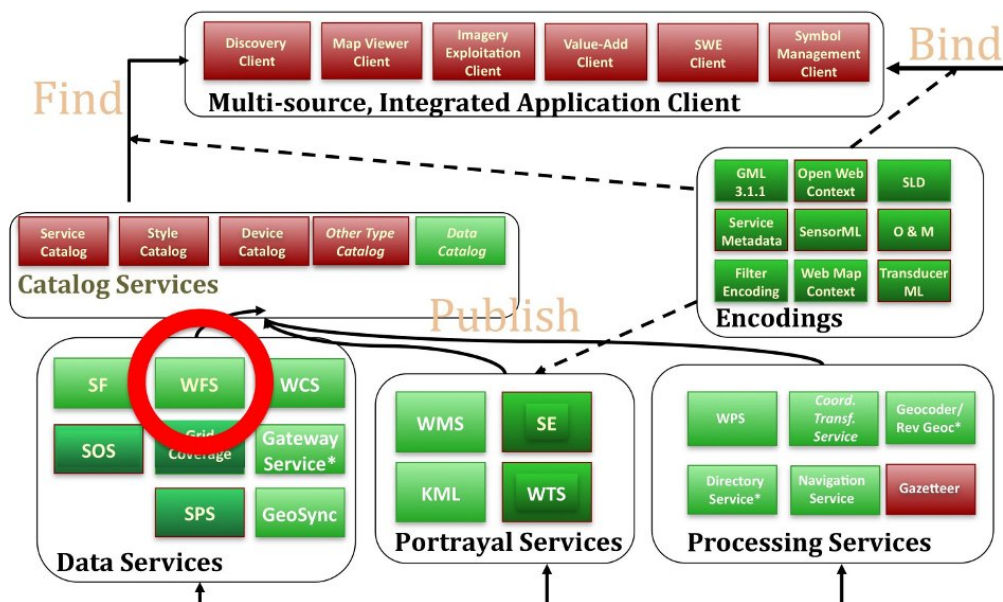 Discovery
Client
Map Viewer
Client
Imagery
Exploitation
Client
Value-Add
Client
SWE
Client
Symbol
Management
Client
Multi-source, Integrated Application Client
Find
Bind
GML
3.1.1
Open Web
Context
SLD
Service
Metadata
SensorML
O & M
Filter
Encoding
Web Map
Context
Transducer
ML
Encodings
Service
Catalog
Style
Catalog
Device
Catalog
Other Type
Catalog
Data
Catalog
Catalog Services
Publish
SF
WFS
WCS
SOS
Grid
Coverage
Gateway
Service*
SPS
GeoSync
Data Services
WMS
SE
KML
WTS
Portrayal Services
WPS
Coord.
Transf.
Service
Geocoder/
Rev Geoc*
Directory
Service*
Navigation
Service
Gazetteer
Processing Services